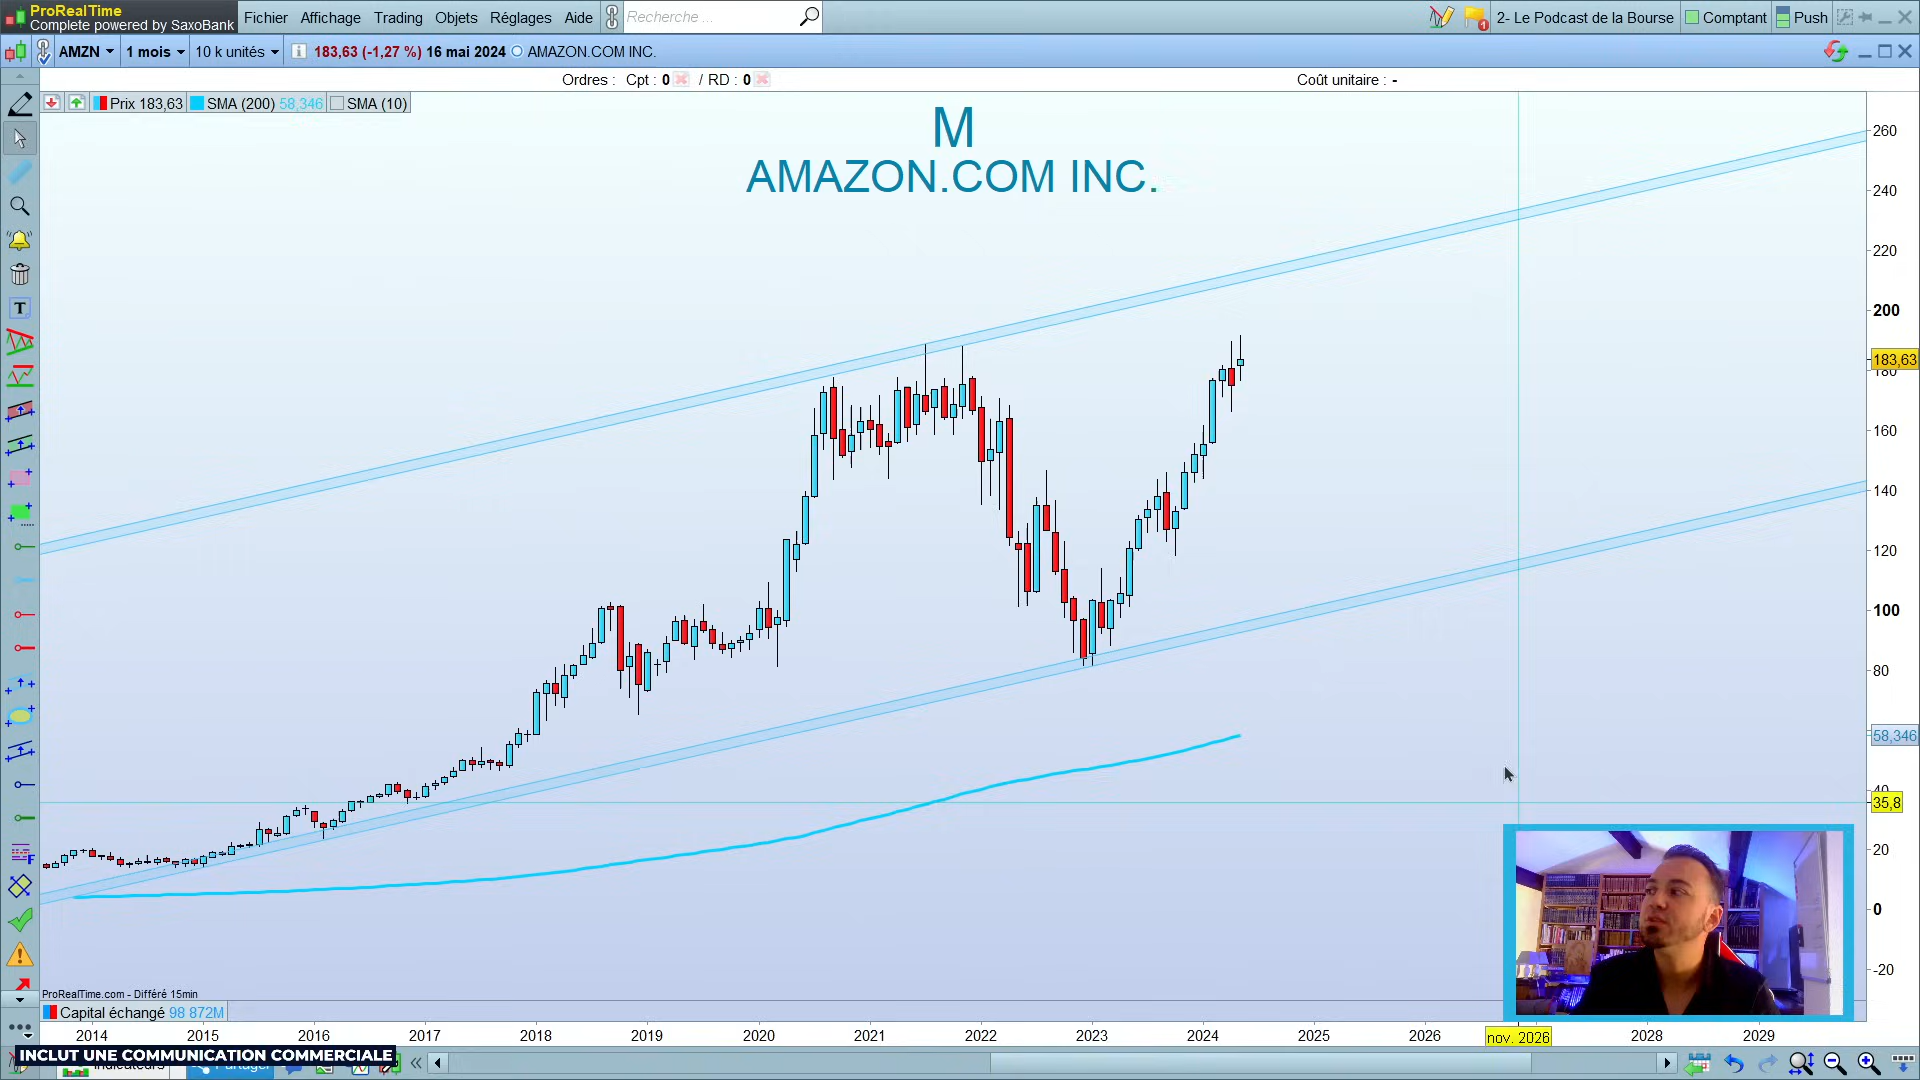 ProRealTime
Complete powered by SaxoBank
Fichier Affichage Trading Objets Réglages Aide Recherche ... 2- Le Podcast de la Bourse Comptant Push
1
AMZN 1 mois 10 k unités 183,63 (-1,27 %) 16 mai 2024 AMAZON.COM INC.
Ordres : Cpt : 0 / RD : 0 Coût unitaire : -
Prix 183,63 SMA (200) 58,346 SMA (10)
M
AMAZON.COM INC.
260
240
220
200
183,63
180
160
140
120
100
80
58,346
40
35,8
20
0
-20
ProRealTime.com - Différé 15min
Capital échangé 98 872M
2014 2015 2016 2017 2018 2019 2020 2021 2022 2023 2024 2025 2026 nov. 2026 2028 2029
INCLUT UNE COMMUNICATION COMMERCIALE
Indicateurs Partager